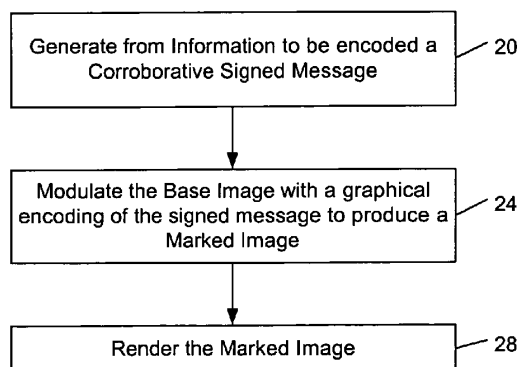 Generate from Information to be encoded a
Corroborative Signed Message
20
Modulate the Base Image with a graphical
encoding of the signed message to produce a
Marked Image
24
Render the Marked Image
28